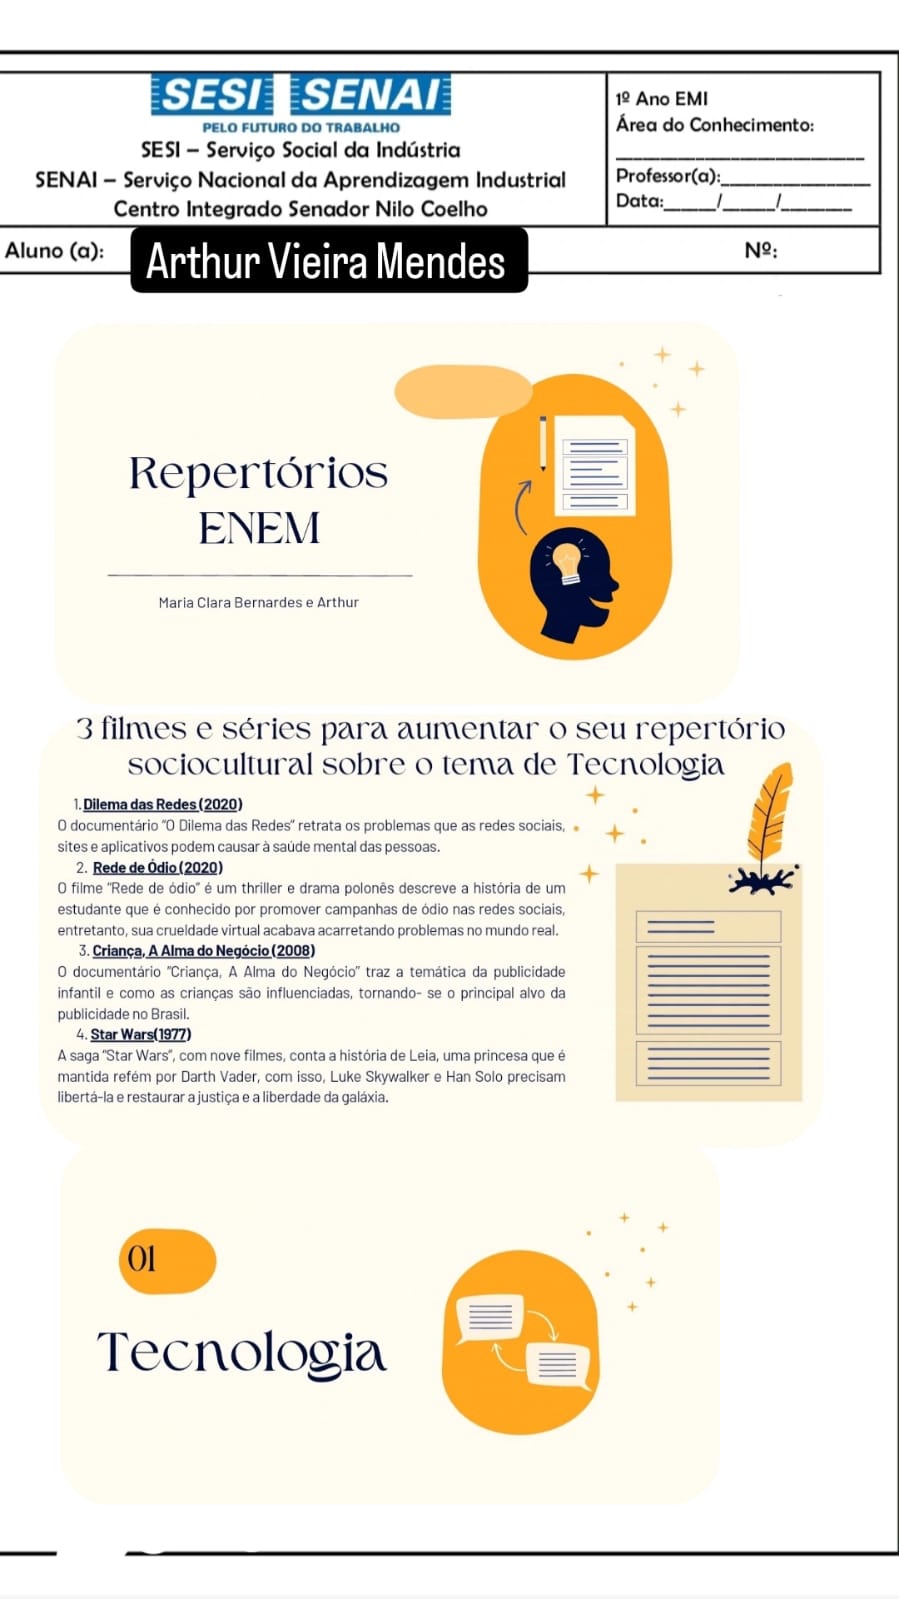 SESI SENAI
PELO FUTURO DO TRABALHO
SESI – Serviço Social da Indústria
SENAI – Serviço Nacional da Aprendizagem Industrial
Centro Integrado Senador Nilo Coelho
1º Ano EMI
Área do Conhecimento:
____________________________
Professor(a):_________________
Data:______/______/________
Aluno (a): Arthur Vieira Mendes Nº:
Repertórios
ENEM
Maria Clara Bernardes e Arthur
3 filmes e séries para aumentar o seu repertório
sociocultural sobre o tema de Tecnologia
1. Dilema das Redes (2020)
O documentário "O Dilema das Redes" retrata os problemas que as redes sociais,
sites e aplicativos podem causar à saúde mental das pessoas.
2. Rede de Ódio (2020)
O filme "Rede de ódio" é um thriller e drama polonês descreve a história de um
estudante que é conhecido por promover campanhas de ódio nas redes sociais,
entretanto, sua crueldade virtual acabava acarretando problemas no mundo real.
3. Criança, A Alma do Negócio (2008)
O documentário "Criança, A Alma do Negócio" traz a temática da publicidade
infantil e como as crianças são influenciadas, tornando- se o principal alvo da
publicidade no Brasil.
4. Star Wars(1977)
A saga "Star Wars", com nove filmes, conta a história de Leia, uma princesa que é
mantida refém por Darth Vader, com isso, Luke Skywalker e Han Solo precisam
libertá-la e restaurar a justiça e a liberdade da galáxia.
01
Tecnologia